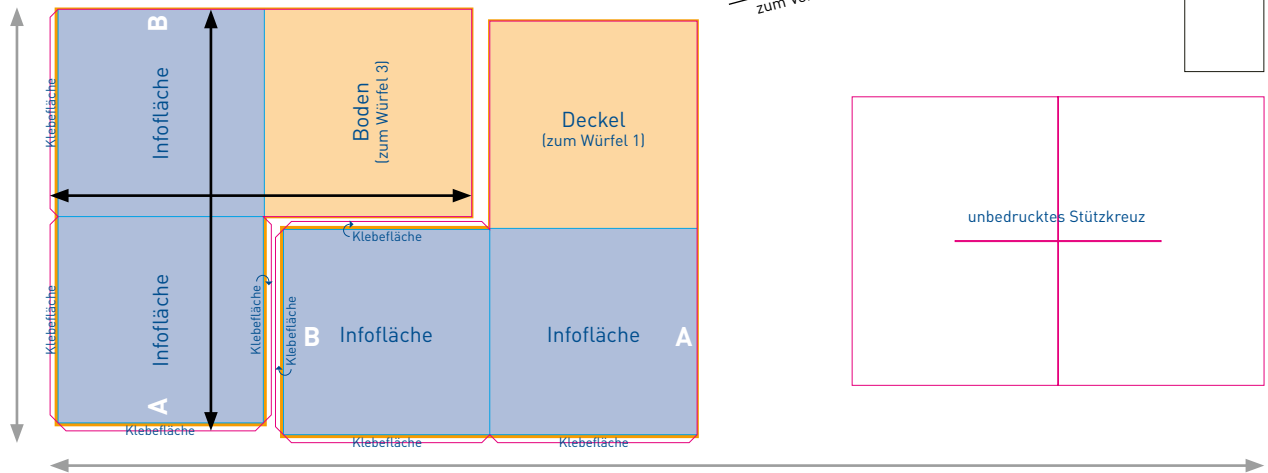 zum
B
Infofläche
Klebefläche
Boden
(zum Würfel 3)
Deckel
(zum Würfel 1)
Infofläche
A
Klebefläche
Klebefläche
Klebefläche
Klebefläche
Klebefläche
B
Infofläche
Infofläche
A
Klebefläche
Klebefläche
unbedrucktes Stützkreuz